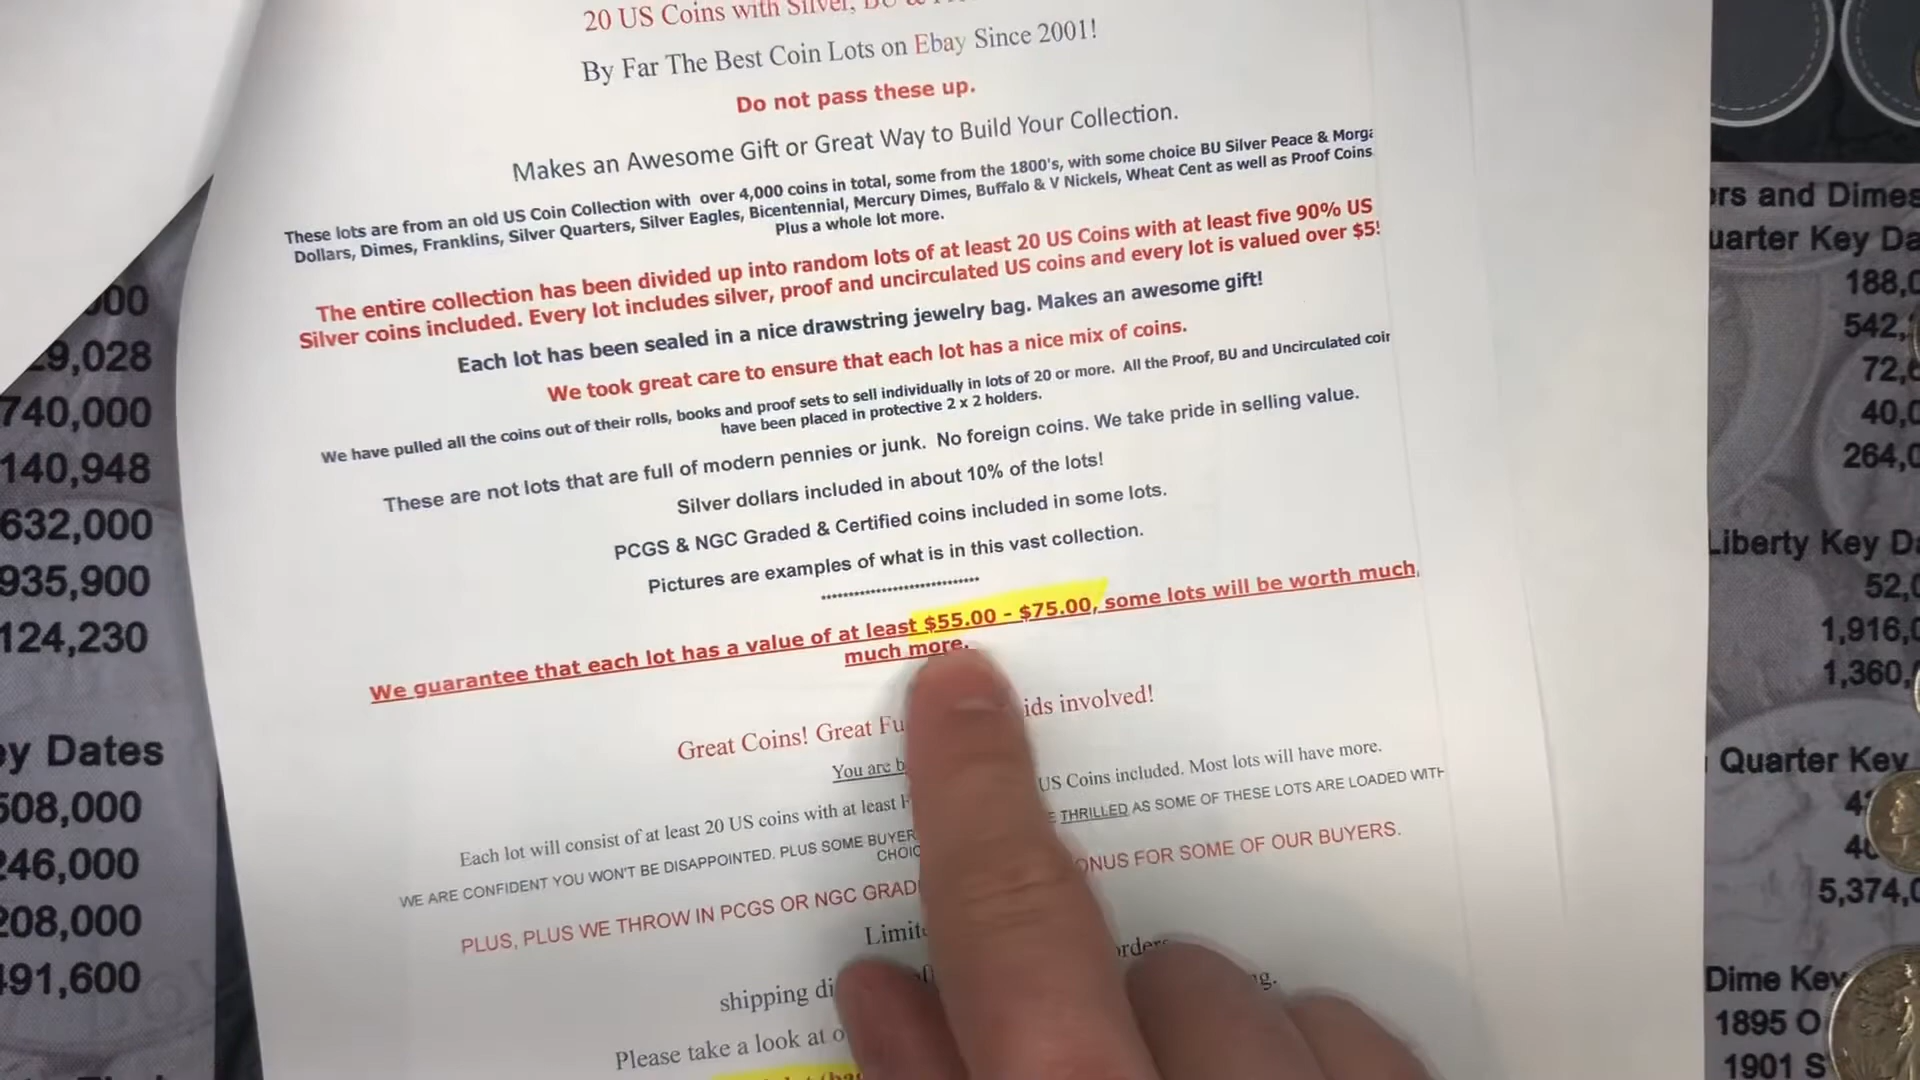 20 US Coins with Silver, BU &
By Far The Best Coin Lots on Ebay Since 2001!
Do not pass these up.
Makes an Awesome Gift or Great Way to Build Your Collection.
These lots are from an old US Coin Collection with over 4,000 coins in total, some from the 1800's, with some choice BU Silver Peace & Morga
Dollars, Dimes, Franklins, Silver Quarters, Silver Eagles, Bicentennial, Mercury Dimes, Buffalo & V Nickels, Wheat Cent as well as Proof Coins
Plus a whole lot more.
The entire collection has been divided up into random lots of at least 20 US Coins with at least five 90% US
Silver coins included. Every lot includes silver, proof and uncirculated US coins and every lot is valued over $5!
Each lot has been sealed in a nice drawstring jewelry bag. Makes an awesome gift!
We took great care to ensure that each lot has a nice mix of coins.
We have pulled all the coins out of their rolls, books and proof sets to sell individually in lots of 20 or more. All the Proof, BU and Uncirculated coin
have been placed in protective 2 x 2 holders.
These are not lots that are full of modern pennies or junk. No foreign coins. We take pride in selling value.
Silver dollars included in about 10% of the lots!
PCGS & NGC Graded & Certified coins included in some lots.
Pictures are examples of what is in this vast collection.
******************************
We guarantee that each lot has a value of at least $55.00 - $75.00, some lots will be worth much,
much more.
Great Coins! Great Fu ids involved!
You are b
Each lot will consist of at least 20 US coins with at least F US Coins included. Most lots will have more.
WE ARE CONFIDENT YOU WON'T BE DISAPPOINTED. PLUS SOME BUYER E THRILLED AS SOME OF THESE LOTS ARE LOADED WITH
CHOIC
PLUS, PLUS WE THROW IN PCGS OR NGC GRAD ONUS FOR SOME OF OUR BUYERS.
Limit orders
shipping di g.
Please take a look at o
00
29,028
740,000
140,948
632,000
935,900
124,230
ey Dates
508,000
246,000
208,000
491,600
ers and Dimes
uarter Key Da
188,0
542,
72,6
40,0
264,0
Liberty Key Da
52,0
1,916,0
1,360,
Quarter Key
4
40
5,374,0
Dime Key
1895 O
1901 S